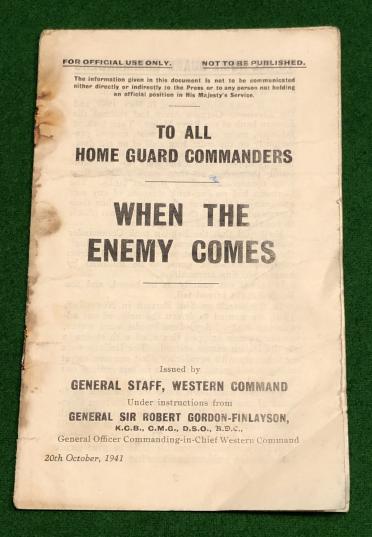 FOR OFFICIAL USE ONLY. NOT TO BE PUBLISHED.
The information given in this document is not to be communicated
either directly or indirectly to the Press or to any person not holding
an official position in His Majesty's Service.
TO ALL
HOME GUARD COMMANDERS
WHEN THE
ENEMY COMES
Issued by
GENERAL STAFF, WESTERN COMMAND
Under instructions from
GENERAL SIR ROBERT GORDON-FINLAYSON,
K.C.B., C.M.G., D.S.O.,
General Officer Commanding-in-Chief Western Command
20th October, 1941